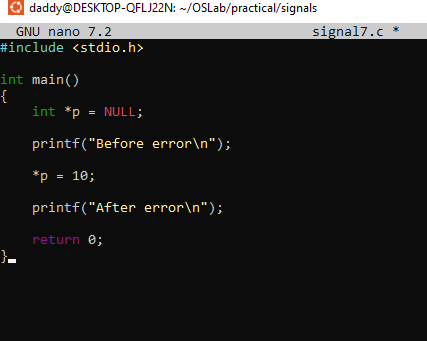 daddy@DESKTOP-QFLJ22N: ~/OSLab/practical/signals
GNU nano 7.2 signal7.c *
#include <stdio.h>
int main()
{
int *p = NULL;
printf("Before error\n");
*p = 10;
printf("After error\n");
return 0;
}